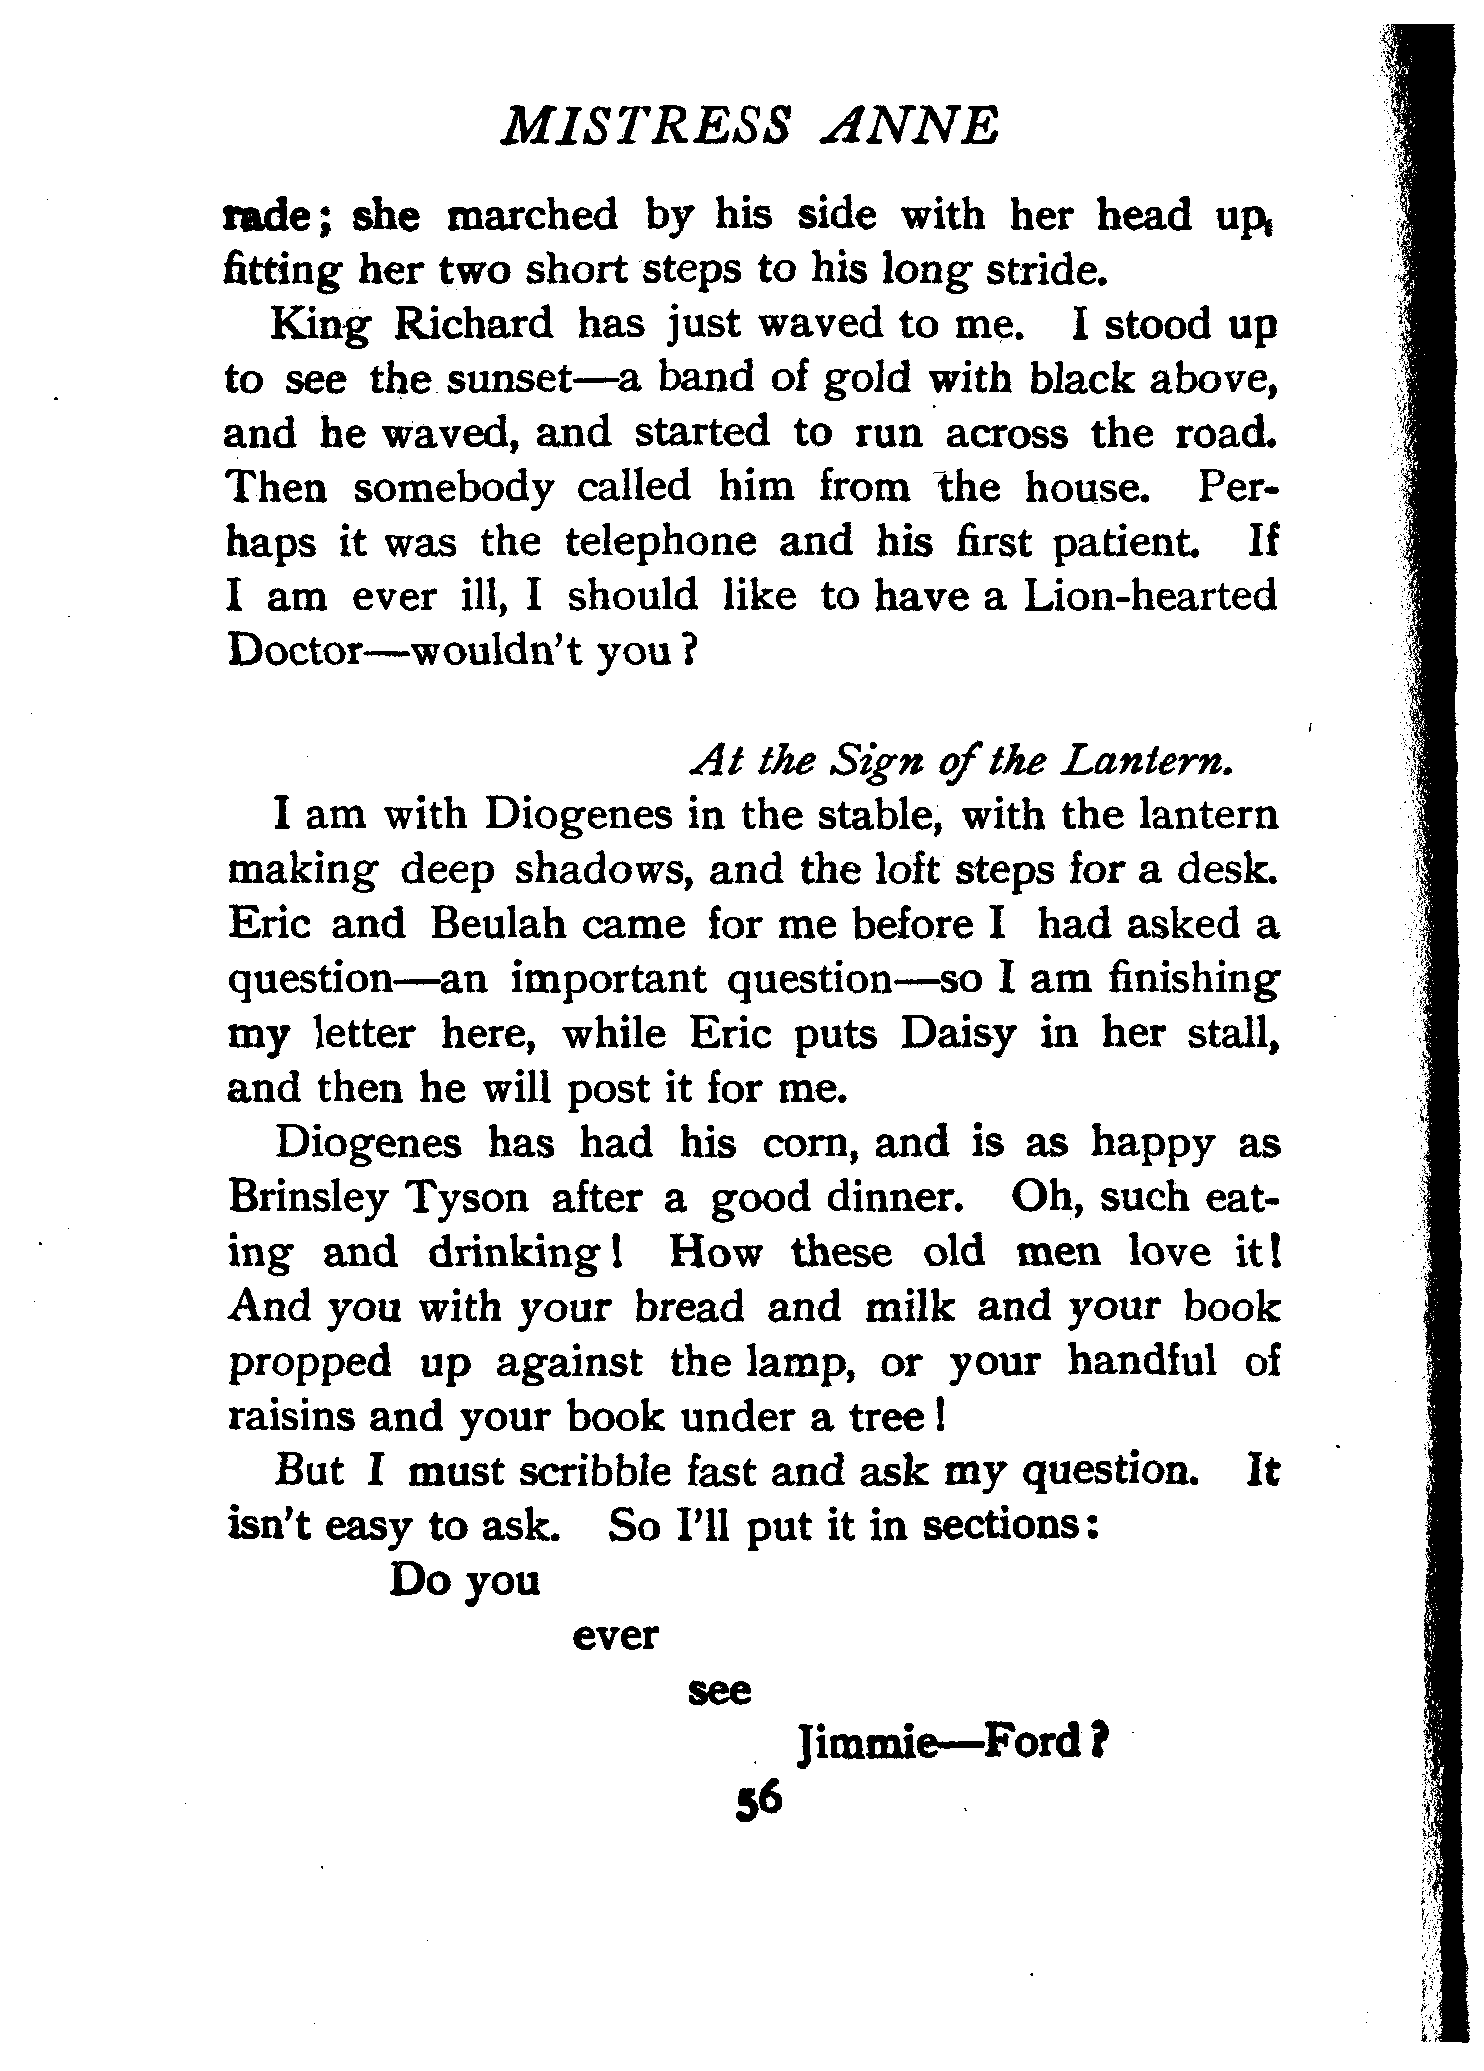 MISTRESS ANNE
rade; she marched by his side with her head up,
fitting her two short steps to his long stride.
King Richard has just waved to me. I stood up
to see the sunset—a band of gold with black above,
and he waved, and started to run across the road.
Then somebody called him from the house. Per-
haps it was the telephone and his first patient. If
I am ever ill, I should like to have a Lion-hearted
Doctor—wouldn't you?
At the Sign of the Lantern.
I am with Diogenes in the stable, with the lantern
making deep shadows, and the loft steps for a desk.
Eric and Beulah came for me before I had asked a
question—an important question—so I am finishing
my letter here, while Eric puts Daisy in her stall,
and then he will post it for me.
Diogenes has had his corn, and is as happy as
Brinsley Tyson after a good dinner. Oh, such eat-
ing and drinking! How these old men love it!
And you with your bread and milk and your book
propped up against the lamp, or your handful of
raisins and your book under a tree!
But I must scribble fast and ask my question. It
isn't easy to ask. So I'll put it in sections:
Do you
ever
see
Jimmie—Ford?
56